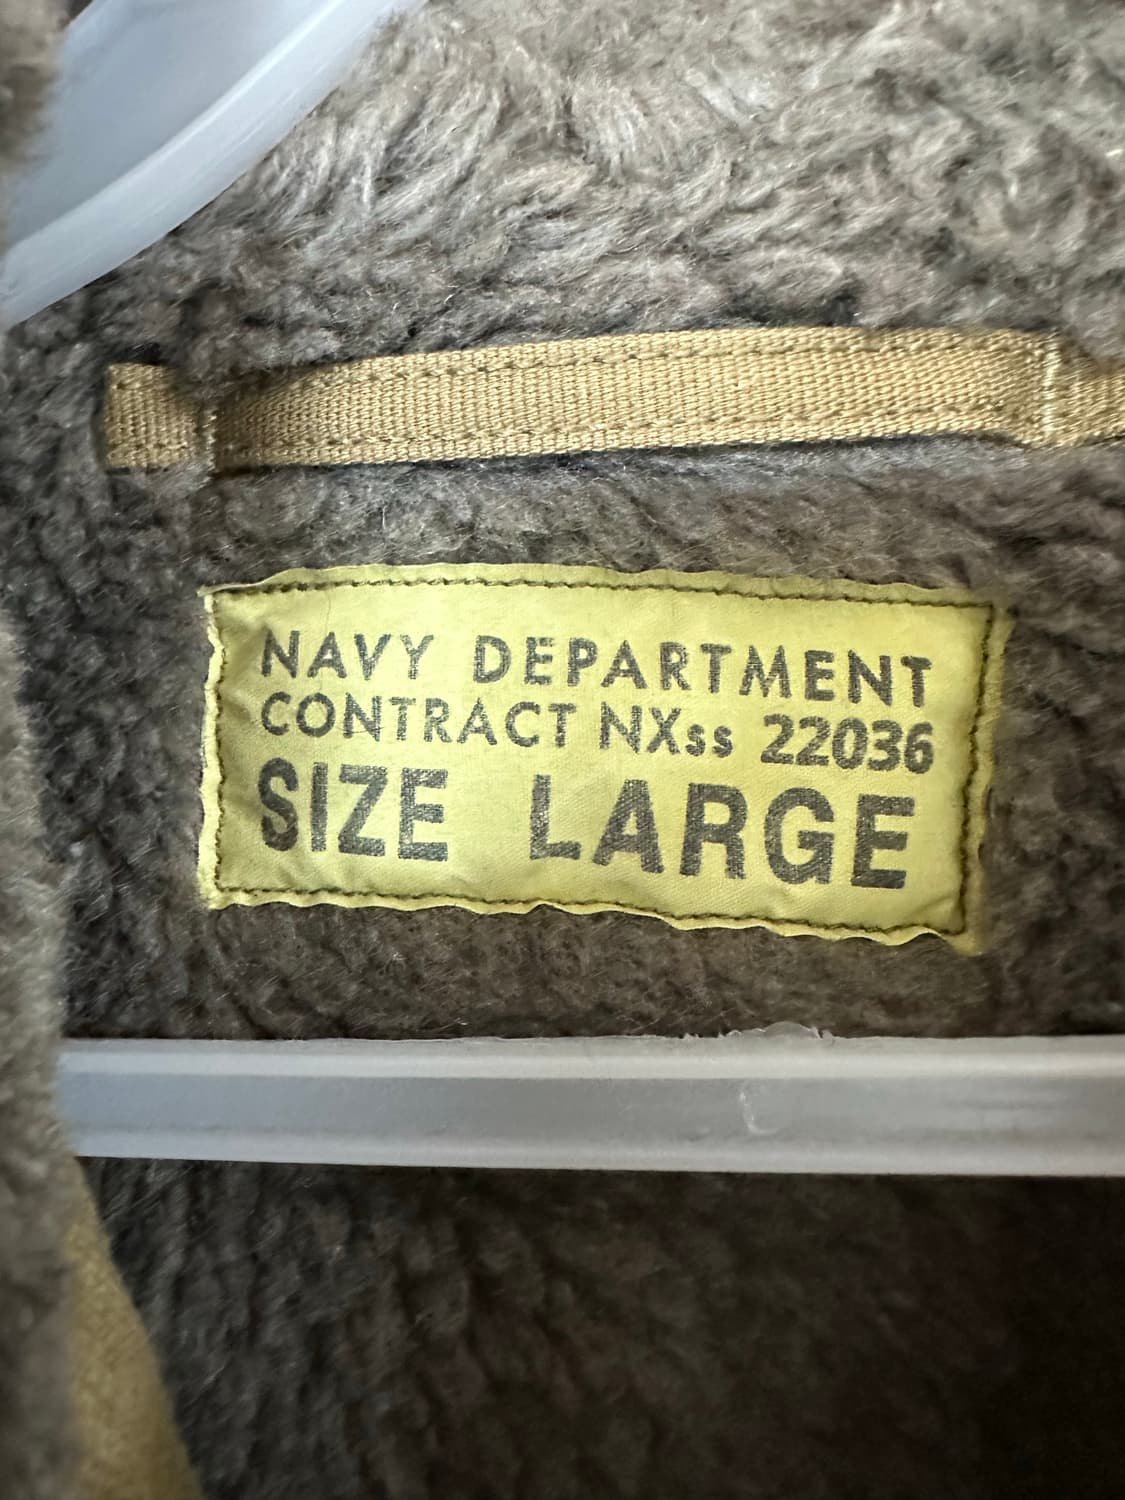 NAVY DEPARTMENT
CONTRACT NXss 22036
SIZE LARGE